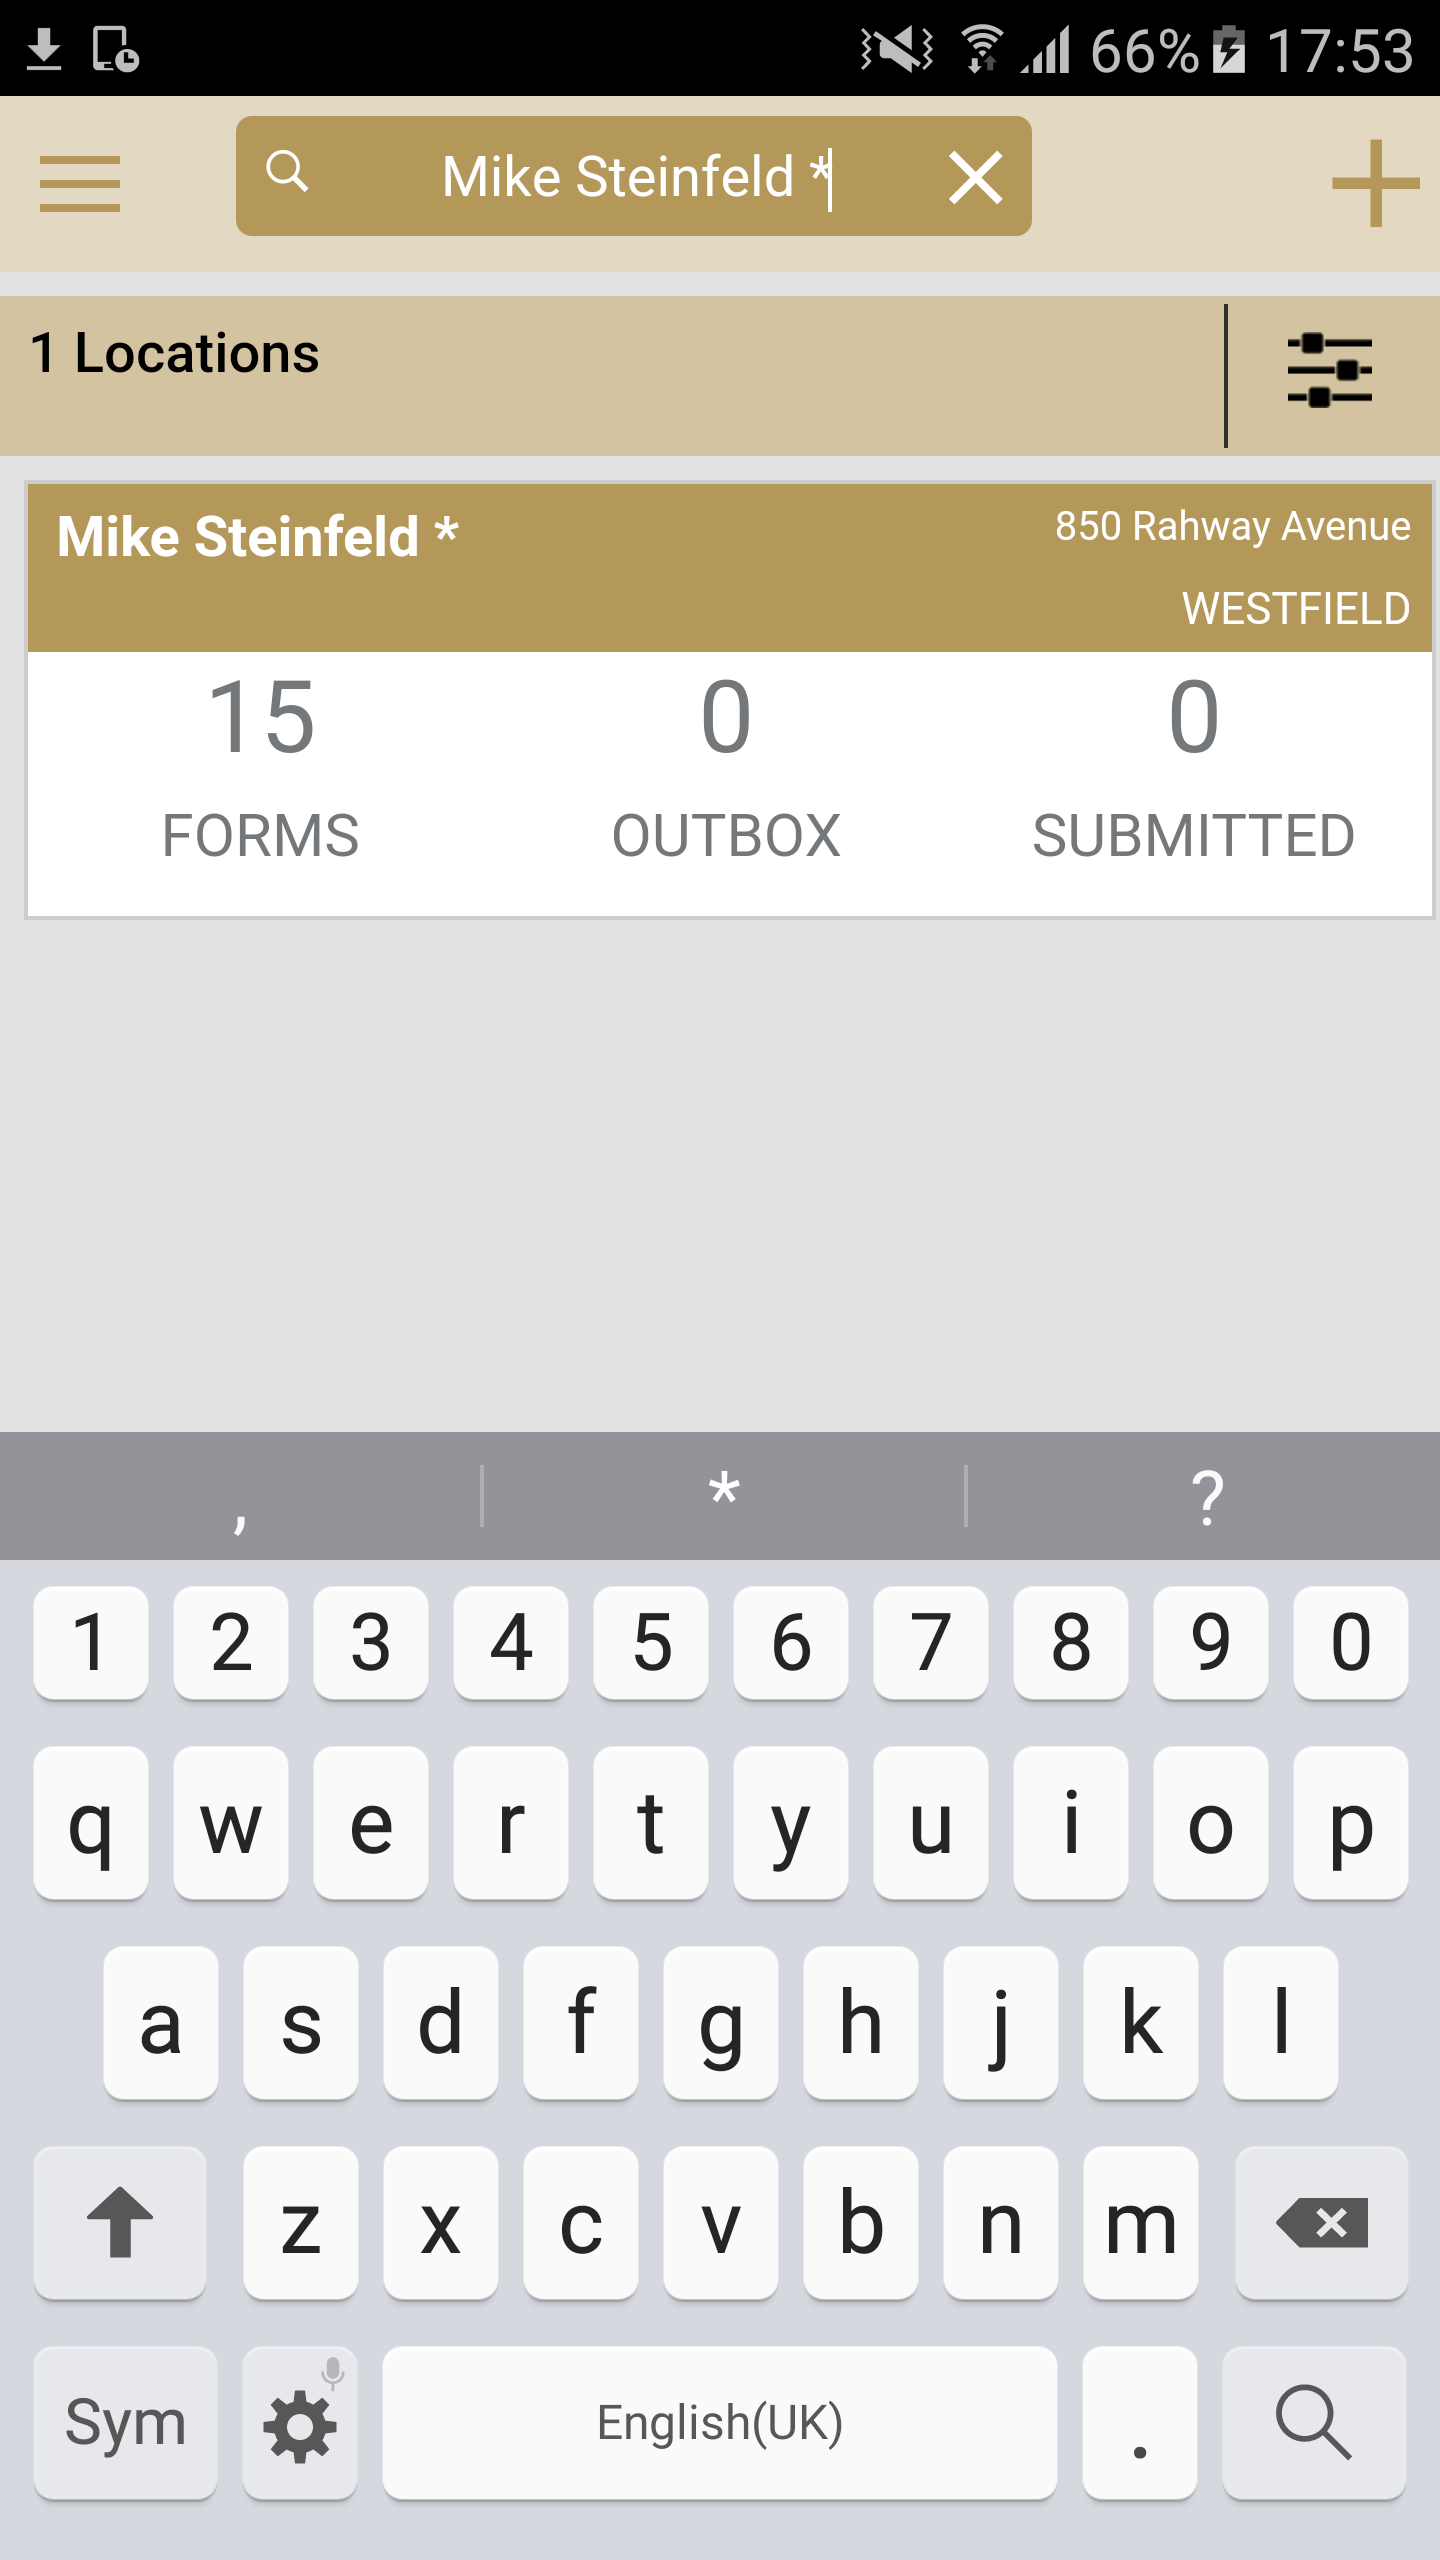 66% 17:53
Mike Steinfeld *
1 Locations
Mike Steinfeld *
850 Rahway Avenue
WESTFIELD
15 0 0
FORMS OUTBOX SUBMITTED
, * ?
1 2 3 4 5 6 7 8 9 0
q w e r t y u i o p
a s d f g h j k l
z x c v b n m
Sym English(UK) .